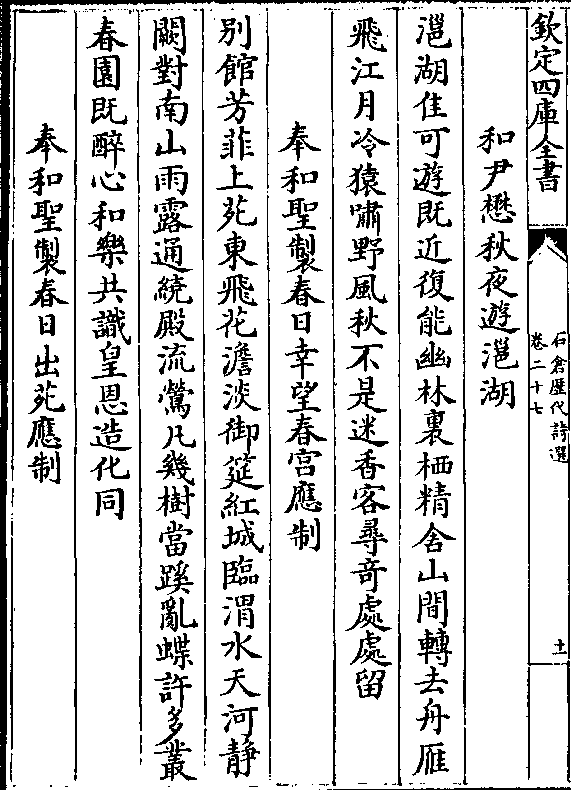 欽定四庫全書
石倉歴代詩選
卷二十七
十一
和尹懋秋夜遊灉湖
灉湖佳可遊既近復能幽林裏栖精舍山間轉去舟雁
飛江月冷猿嘯野風秋不是迷香客尋奇處處留
奉和聖製春日幸望春宫應制
别館芳菲上苑東飛花澹淡御筵紅城臨渭水天河静
闕對南山雨露通繞殿流鶯凡幾樹當蹊亂蝶許多叢
春園既醉心和樂共識皇恩造化同
奉和聖製春日出苑應制